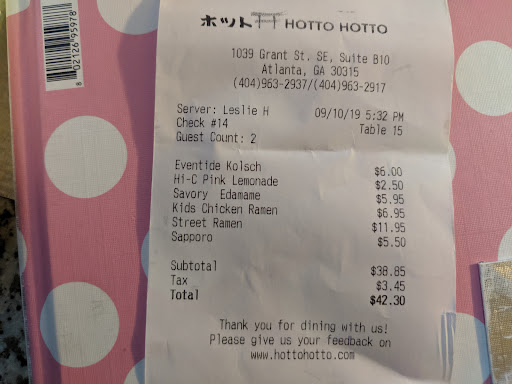 8 02126 95978
ホット HOTTO HOTTO
1039 Grant St. SE, Suite B10
Atlanta, GA 30315
(404)963-2937/(404)963-2917
Server: Leslie H 09/10/19 5:32 PM
Check #14 Table 15
Guest Count: 2
Eventide Kolsch $6.00
Hi-C Pink Lemonade $2.50
Savory Edamame $5.95
Kids Chicken Ramen $6.95
Street Ramen $11.95
Sapporo $5.50
Subtotal $38.85
Tax $3.45
Total $42.30
Thank you for dining with us!
Please give us your feedback on
www.hottohotto.com